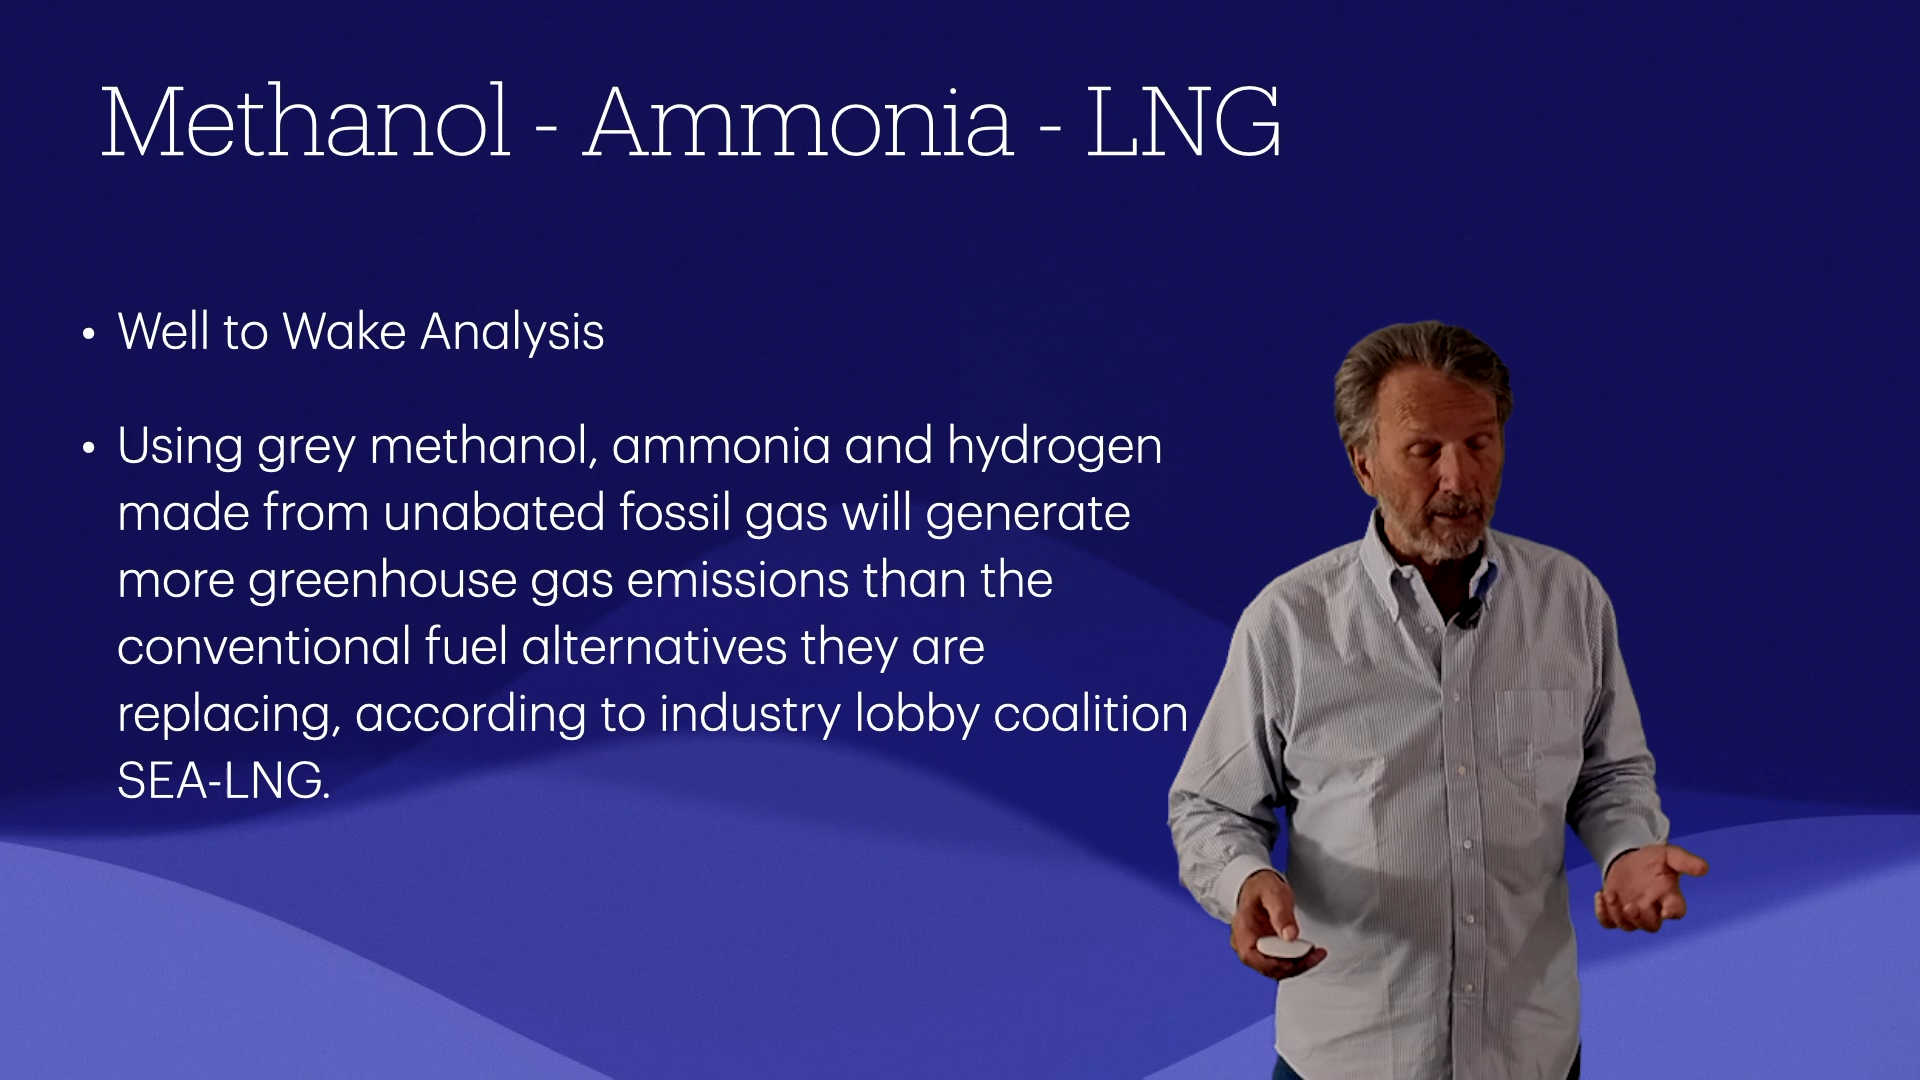 Methanol - Ammonia - LNG
• Well to Wake Analysis
• Using grey methanol, ammonia and hydrogen
made from unabated fossil gas will generate
more greenhouse gas emissions than the
conventional fuel alternatives they are
replacing, according to industry lobby coalition
SEA-LNG.